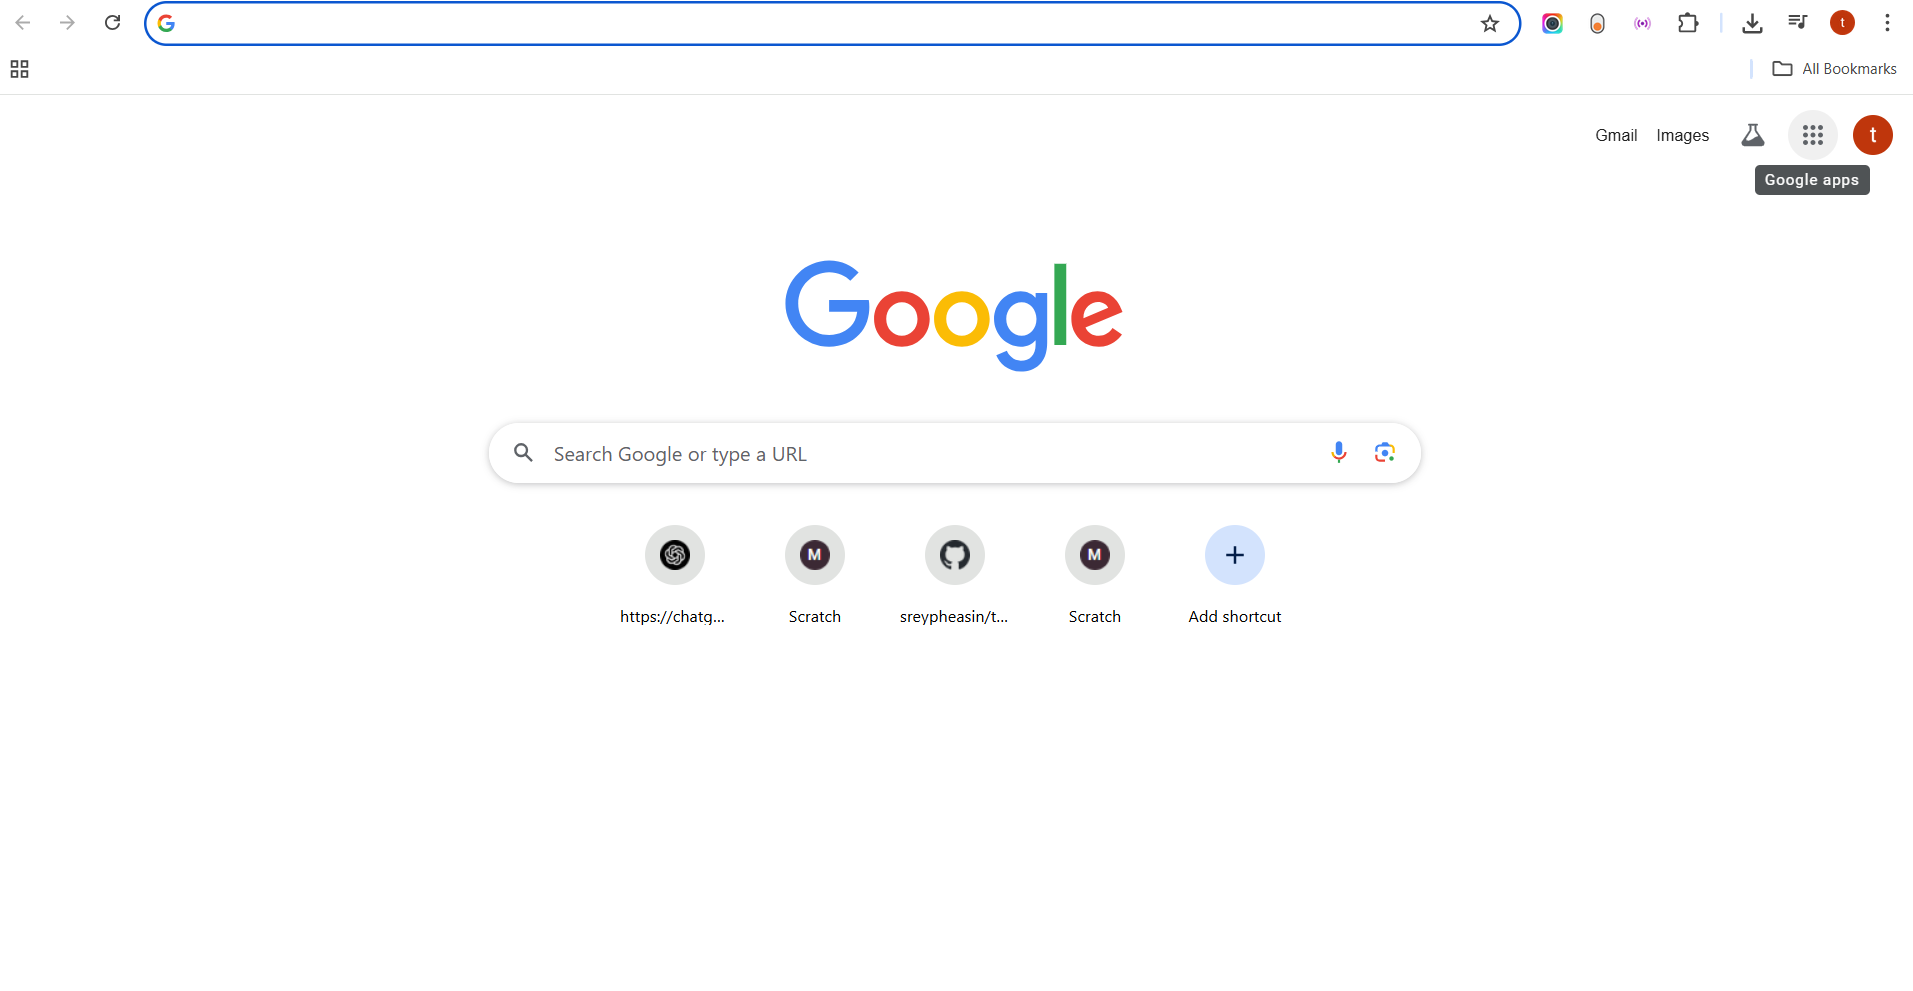 t
All Bookmarks
Gmail Images t
Google apps
Google
Search Google or type a URL
M M
https://chatg... Scratch sreypheasin/t... Scratch Add shortcut